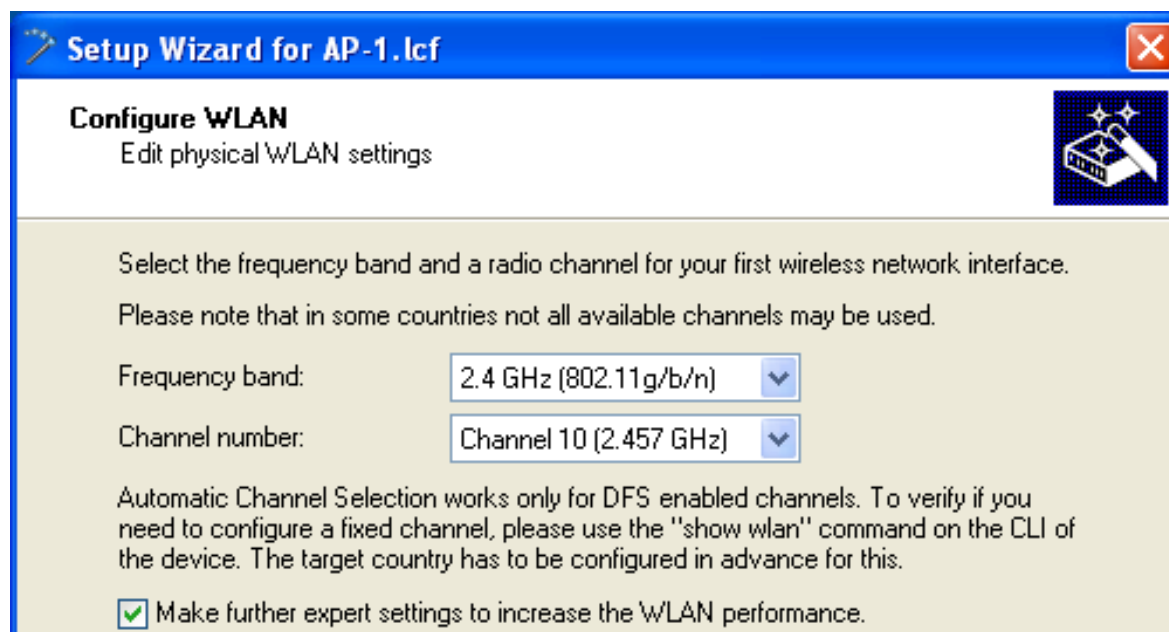 Setup Wizard for AP-1.lcf
Configure WLAN
Edit physical WLAN settings
Select the frequency band and a radio channel for your first wireless network interface.
Please note that in some countries not all available channels may be used.
Frequency band:
2.4 GHz (802.11g/b/n)
Channel number:
Channel 10 (2.457 GHz)
Automatic Channel Selection works only for DFS enabled channels. To verify if you
need to configure a fixed channel, please use the "show wlan" command on the CLI of
the device. The target country has to be configured in advance for this.
Make further expert settings to increase the WLAN performance.